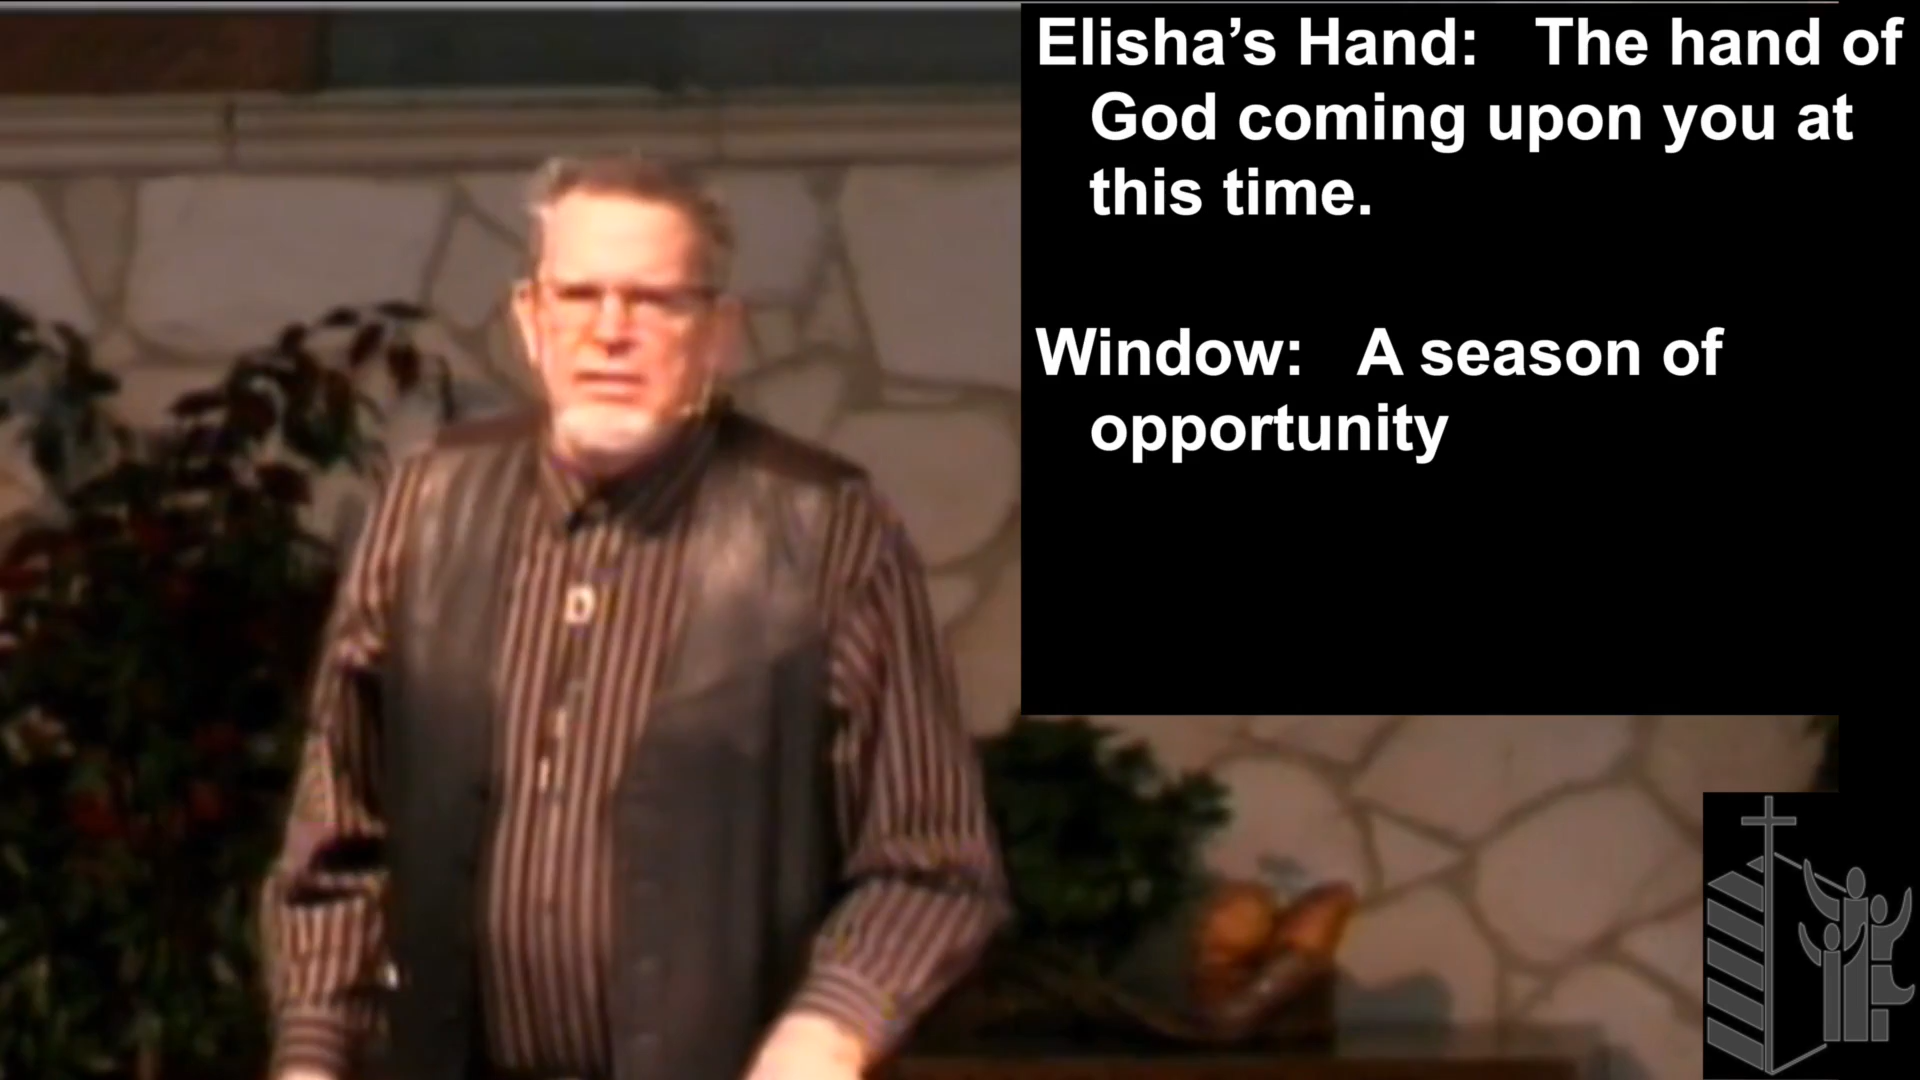 Elisha’s Hand: The hand of
God coming upon you at
this time.
Window: A season of
opportunity